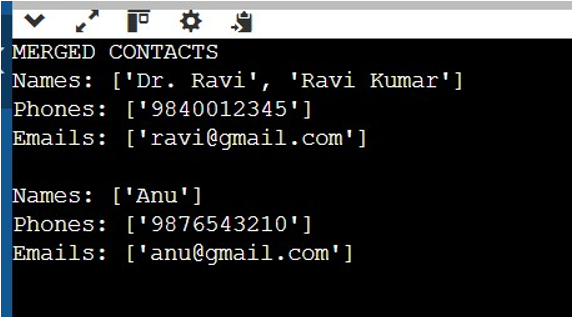 MERGED CONTACTS
Names: ['Dr. Ravi', 'Ravi Kumar']
Phones: ['9840012345']
Emails: ['ravi@gmail.com']
Names: ['Anu']
Phones: ['9876543210']
Emails: ['anu@gmail.com']